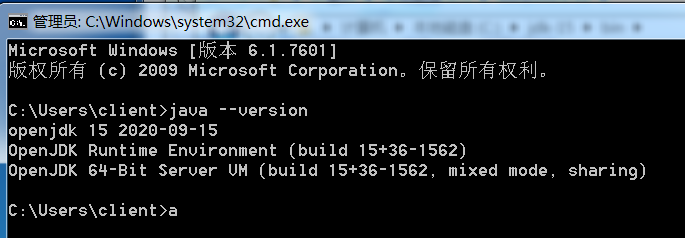 管理员: C:\Windows\system32\cmd.exe
Microsoft Windows [版本 6.1.7601]
版权所有 (c) 2009 Microsoft Corporation。保留所有权利。
C:\Users\client>java --version
openjdk 15 2020-09-15
OpenJDK Runtime Environment (build 15+36-1562)
OpenJDK 64-Bit Server VM (build 15+36-1562, mixed mode, sharing)
C:\Users\client>a